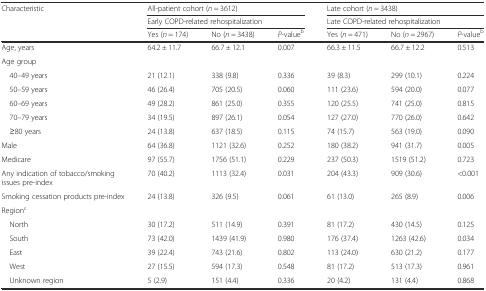 Characteristic All-patient cohort (n = 3612) Late cohort (n = 3438)
Early COPD-related rehospitalization Late COPD-related rehospitalization
Yes (n = 174) No (n = 3438) P-value^b Yes (n = 471) No (n = 2967) P-value^b
Age, years 64.2 ± 11.7 66.7 ± 12.1 0.007 66.3 ± 11.5 66.7 ± 12.2 0.513
Age group
40–49 years 21 (12.1) 338 (9.8) 0.336 39 (8.3) 299 (10.1) 0.224
50–59 years 46 (26.4) 705 (20.5) 0.060 111 (23.6) 594 (20.0) 0.077
60–69 years 49 (28.2) 861 (25.0) 0.355 120 (25.5) 741 (25.0) 0.815
70–79 years 34 (19.5) 897 (26.1) 0.054 127 (27.0) 770 (26.0) 0.642
≥80 years 24 (13.8) 637 (18.5) 0.115 74 (15.7) 563 (19.0) 0.090
Male 64 (36.8) 1121 (32.6) 0.252 180 (38.2) 941 (31.7) 0.005
Medicare 97 (55.7) 1756 (51.1) 0.229 237 (50.3) 1519 (51.2) 0.723
Any indication of tobacco/smoking 70 (40.2) 1113 (32.4) 0.031 204 (43.3) 909 (30.6) <0.001
issues pre-index
Smoking cessation products pre-index 24 (13.8) 326 (9.5) 0.061 61 (13.0) 265 (8.9) 0.006
Region^c
North 30 (17.2) 511 (14.9) 0.391 81 (17.2) 430 (14.5) 0.125
South 73 (42.0) 1439 (41.9) 0.980 176 (37.4) 1263 (42.6) 0.034
East 39 (22.4) 743 (21.6) 0.802 113 (24.0) 630 (21.2) 0.177
West 27 (15.5) 594 (17.3) 0.548 81 (17.2) 513 (17.3) 0.961
Unknown region 5 (2.9) 151 (4.4) 0.336 20 (4.2) 131 (4.4) 0.868